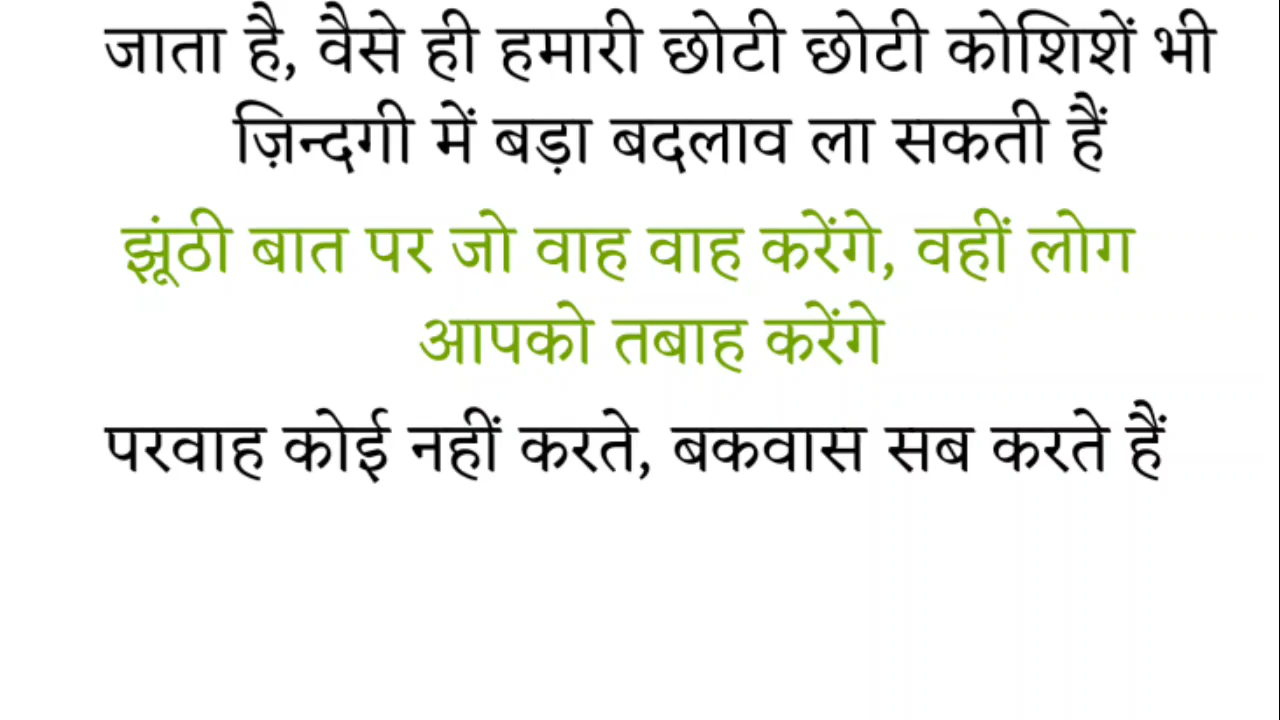 जाता है, वैसे ही हमारी छोटी छोटी कोशिशें भी
ज़िन्दगी में बड़ा बदलाव ला सकती हैं
झूंठी बात पर जो वाह वाह करेंगे, वहीं लोग
आपको तबाह करेंगे
परवाह कोई नहीं करते, बकवास सब करते हैं